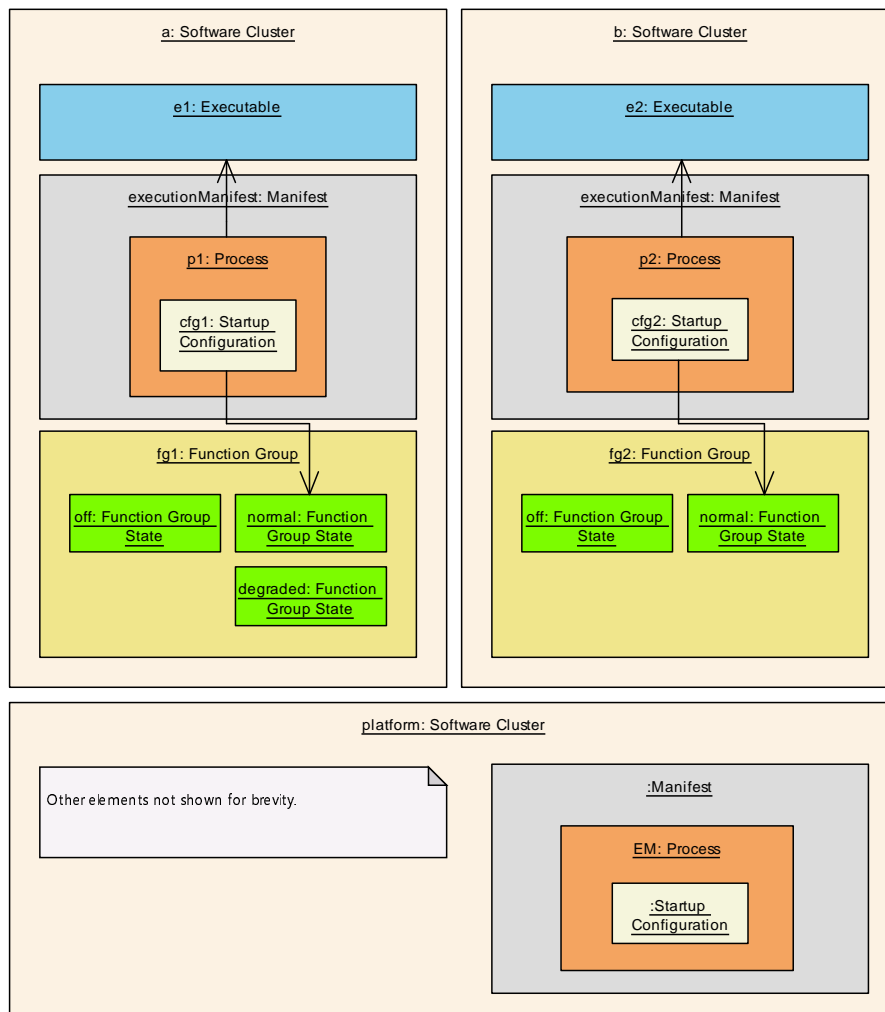 a: Software Cluster
e1: Executable
executionManifest: Manifest
p1: Process
cfg1: Startup
Configuration
fg1: Function Group
off: Function Group
State
normal: Function
Group State
degraded: Function
Group State
b: Software Cluster
e2: Executable
executionManifest: Manifest
p2: Process
cfg2: Startup
Configuration
fg2: Function Group
off: Function Group
State
normal: Function
Group State
platform: Software Cluster
Other elements not shown for brevity.
:Manifest
EM: Process
:Startup
Configuration